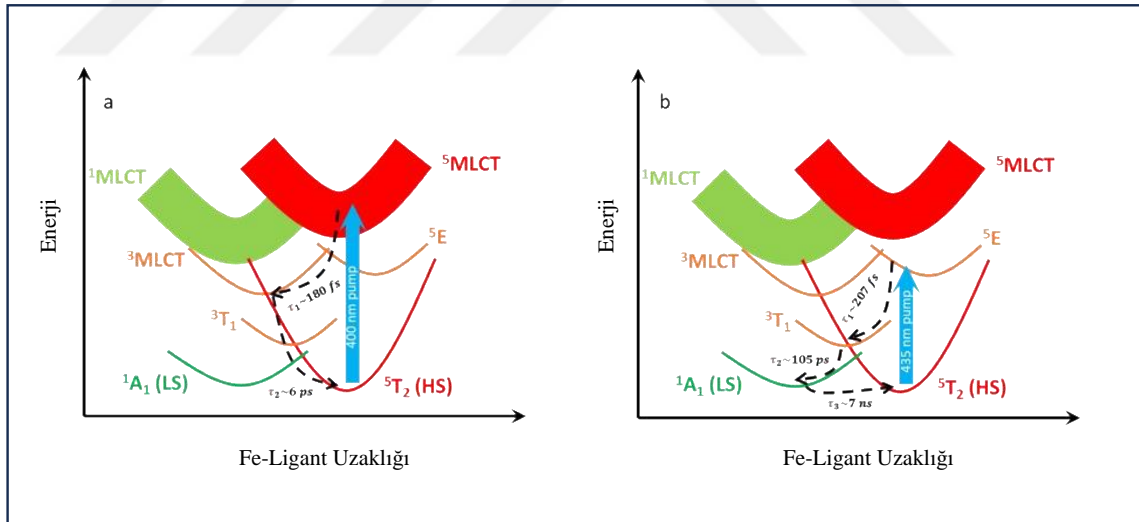 a
Enerji
¹MLCT
⁵MLCT
³MLCT
⁵E
³T₁
¹A₁ (LS)
⁵T₂ (HS)
τ₁~180 fs
τ₂~6 ps
400 nm pump
Fe-Ligant Uzaklığı
b
Enerji
¹MLCT
⁵MLCT
³MLCT
⁵E
³T₁
¹A₁ (LS)
⁵T₂ (HS)
τ₁~207 fs
τ₂~105 ps
τ₃~7 ns
435 nm pump
Fe-Ligant Uzaklığı